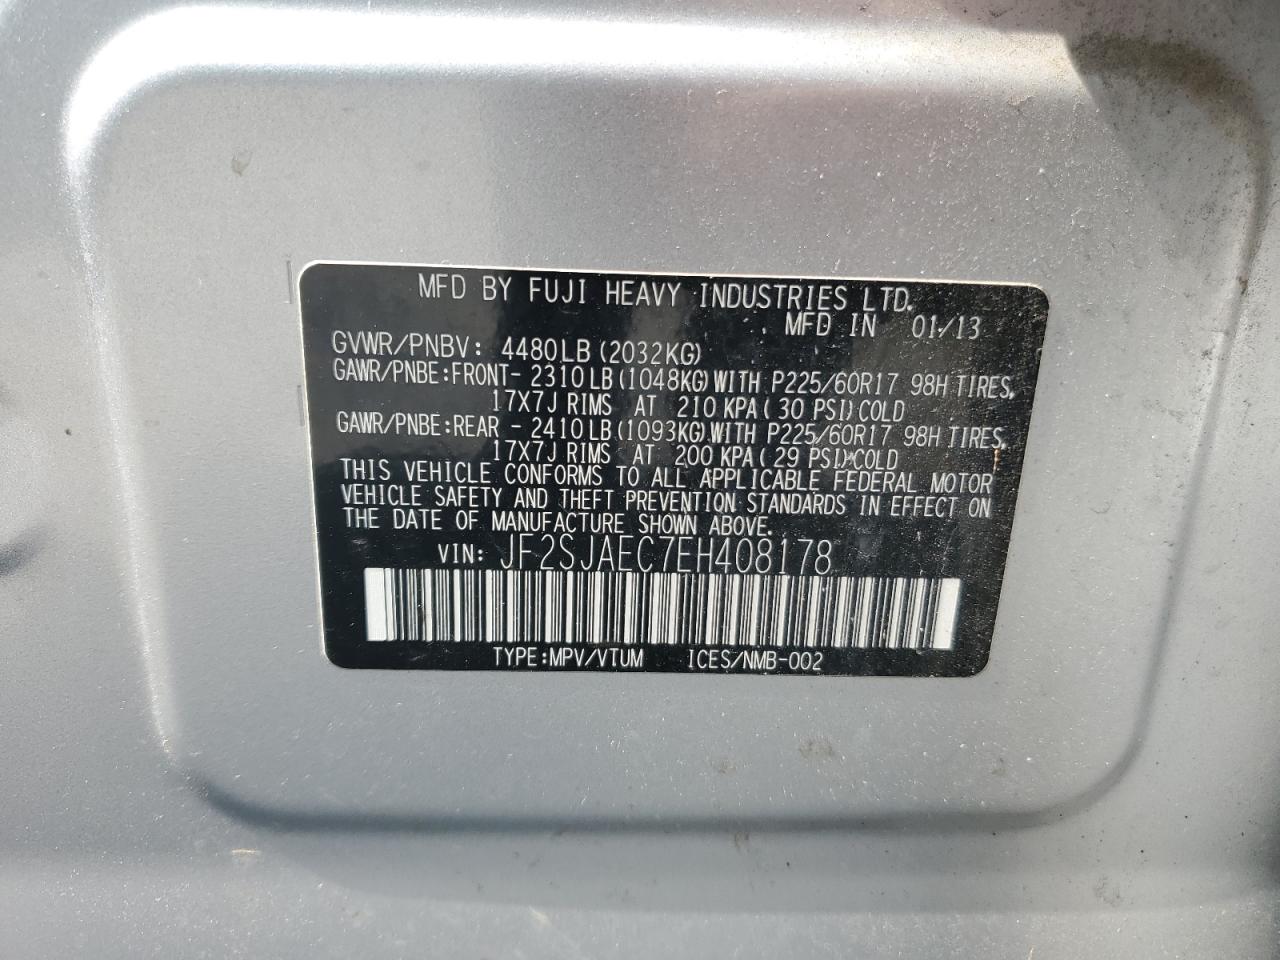 MFD BY FUJI HEAVY INDUSTRIES LTD.
MFD IN 01/13
GVWR/PNBV: 4480LB (2032KG)
GAWR/PNBE:FRONT- 2310LB (1048KG) WITH P225/60R17 98H TIRES,
17X7J RIMS AT 210 KPA (30 PSI) COLD
GAWR/PNBE:REAR - 2410LB (1093KG) WITH P225/60R17 98H TIRES,
17X7J RIMS AT 200 KPA (29 PSI) COLD
THIS VEHICLE CONFORMS TO ALL APPLICABLE FEDERAL MOTOR
VEHICLE SAFETY AND THEFT PREVENTION STANDARDS IN EFFECT ON
THE DATE OF MANUFACTURE SHOWN ABOVE.
VIN: JF2SJAEC7EH408178
TYPE:MPV/VTUM ICES/NMB-002